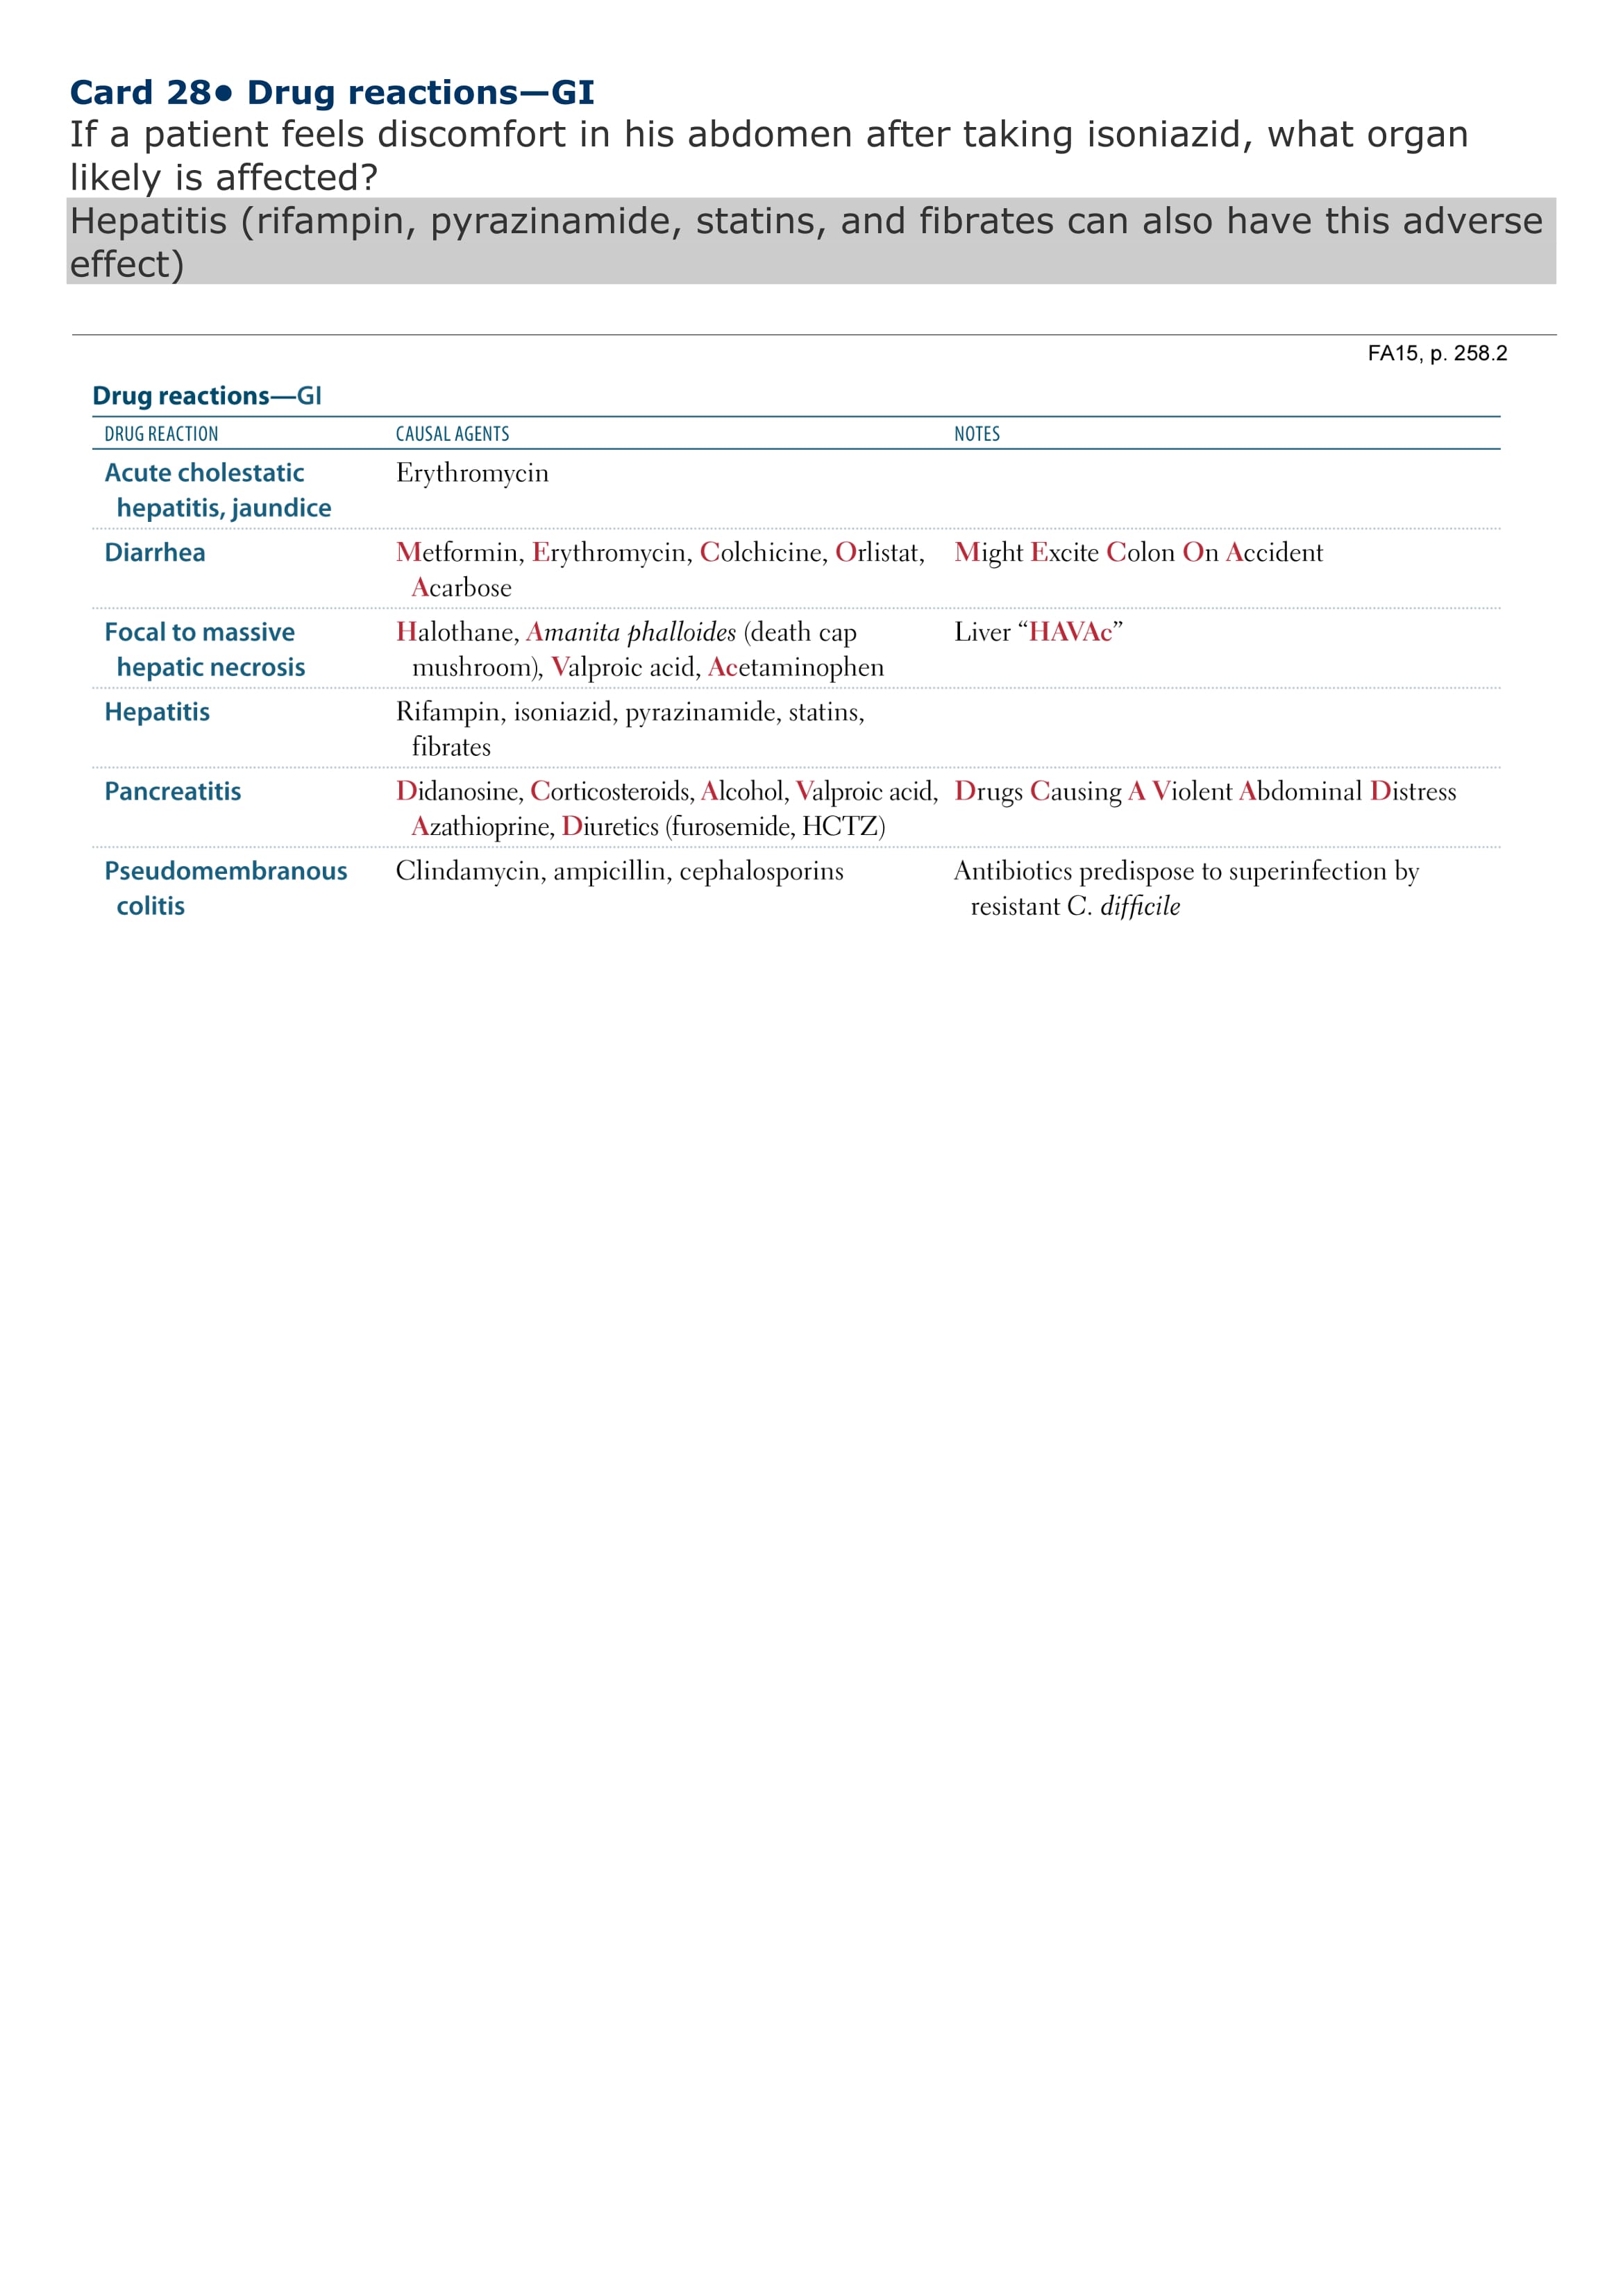 Card 28● Drug reactions—GI
If a patient feels discomfort in his abdomen after taking isoniazid, what organ
likely is affected?
Hepatitis (rifampin, pyrazinamide, statins, and fibrates can also have this adverse
effect)
FA15, p. 258.2
Drug reactions—GI
DRUG REACTION CAUSAL AGENTS NOTES
Acute cholestatic Erythromycin
hepatitis, jaundice
Diarrhea Metformin, Erythromycin, Colchicine, Orlistat, Might Excite Colon On Accident
Acarbose
Focal to massive Halothane, Amanita phalloides (death cap Liver “HAVAc”
hepatic necrosis mushroom), Valproic acid, Acetaminophen
Hepatitis Rifampin, isoniazid, pyrazinamide, statins,
fibrates
Pancreatitis Didanosine, Corticosteroids, Alcohol, Valproic acid, Drugs Causing A Violent Abdominal Distress
Azathioprine, Diuretics (furosemide, HCTZ)
Pseudomembranous Clindamycin, ampicillin, cephalosporins Antibiotics predispose to superinfection by
colitis resistant C. difficile